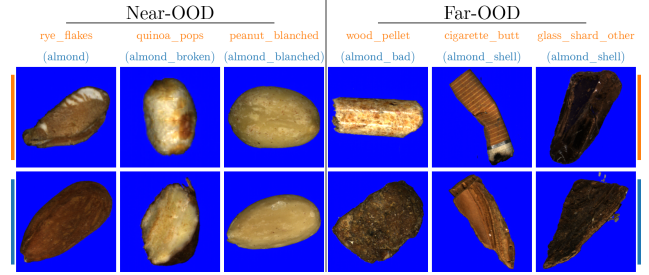 Near-OOD Far-OOD
rye_flakes quinoa_pops peanut_blanched wood_pellet cigarette_butt glass_shard_other
(almond) (almond_broken) (almond_blanched) (almond_bad) (almond_shell) (almond_shell)